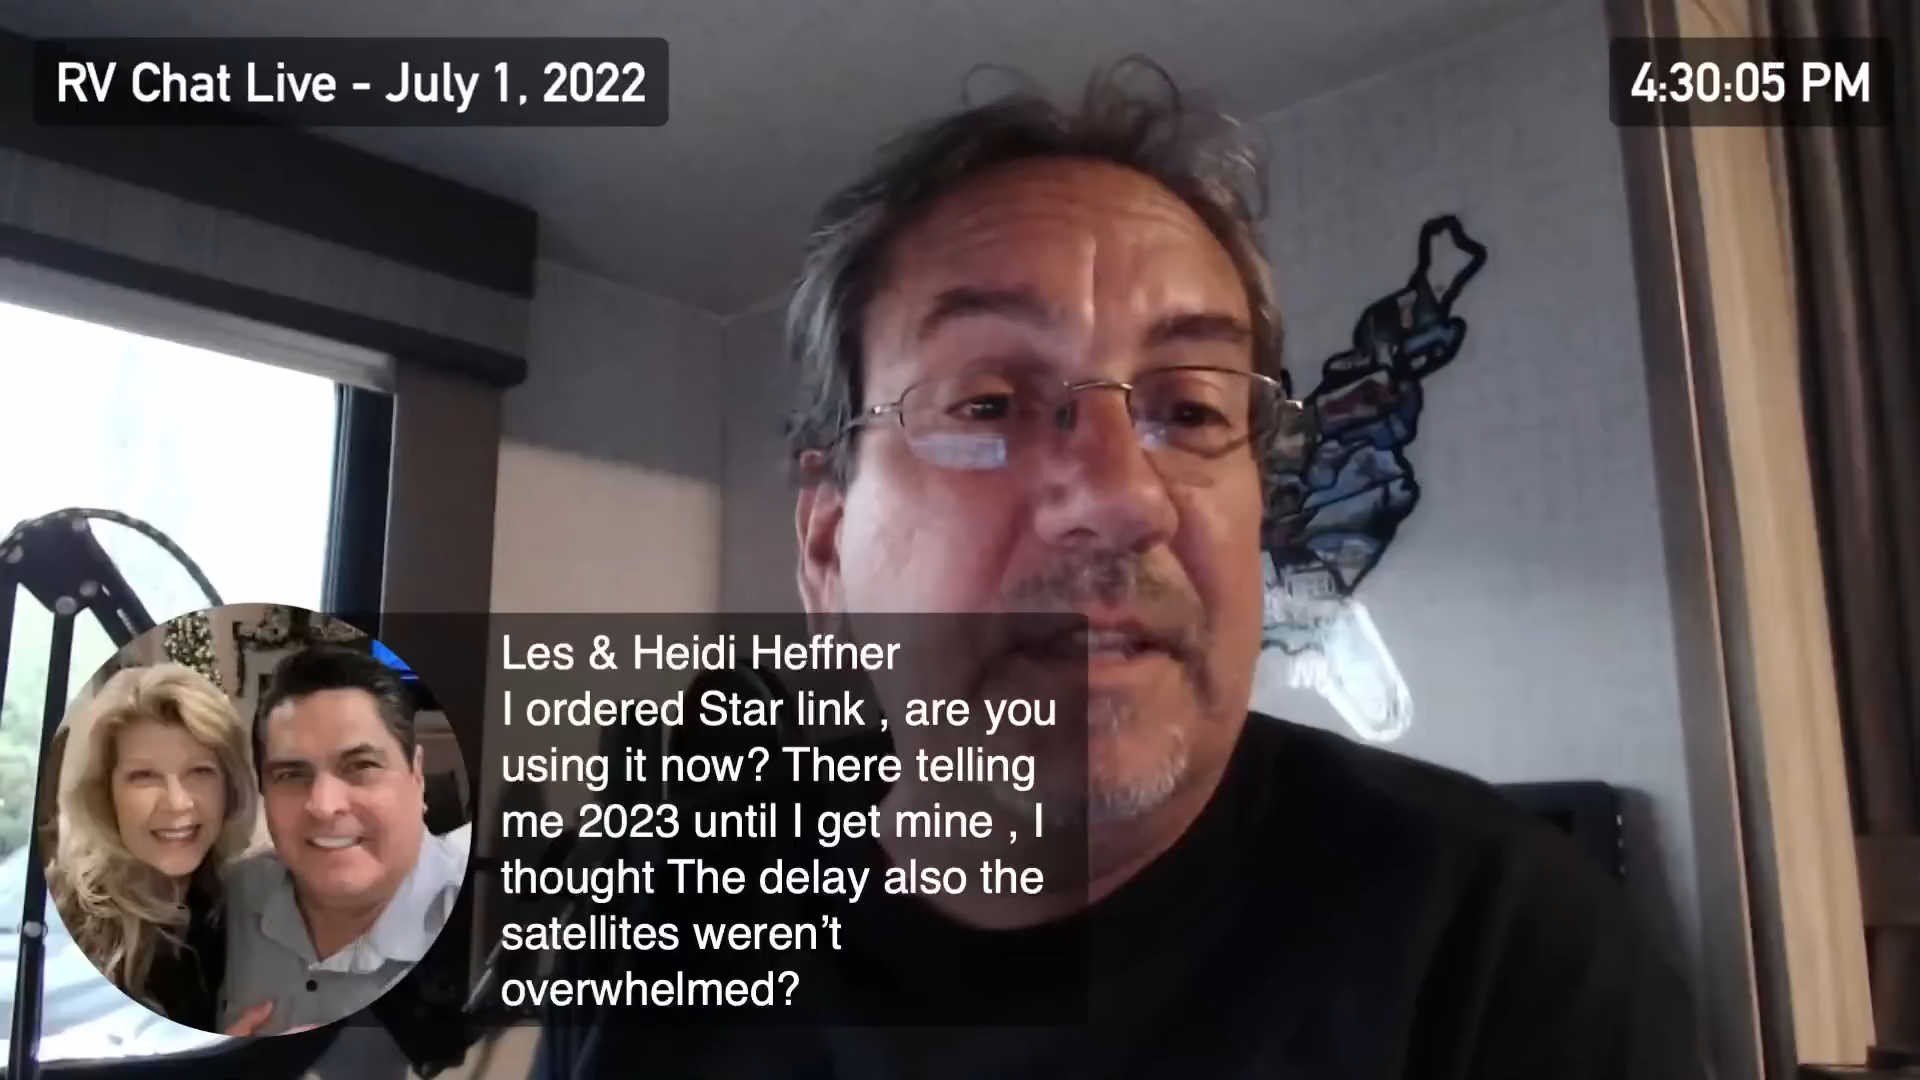 RV Chat Live - July 1, 2022
4:30:05 PM
Les & Heidi Heffner
I ordered Star link , are you
using it now? There telling
me 2023 until I get mine , I
thought The delay also the
satellites weren’t
overwhelmed?